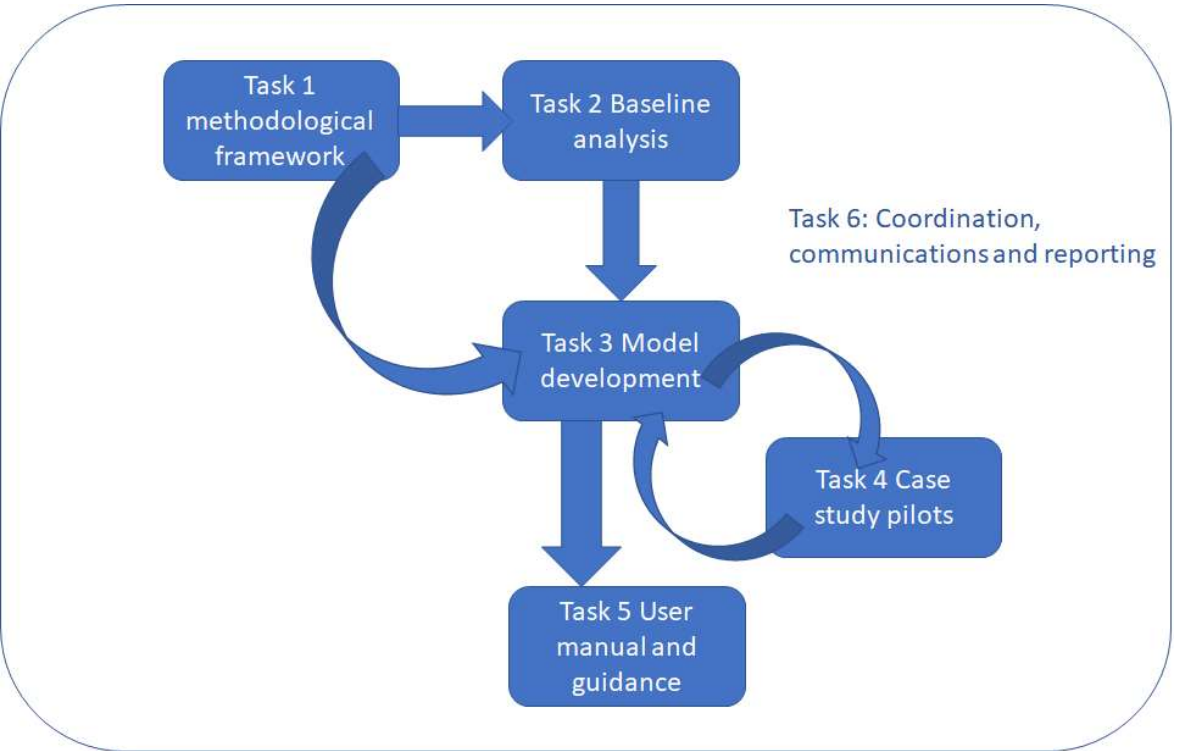 Task 1
methodological
framework
Task 2 Baseline
analysis
Task 6: Coordination,
communications and reporting
Task 3 Model
development
Task 4 Case
study pilots
Task 5 User
manual and
guidance